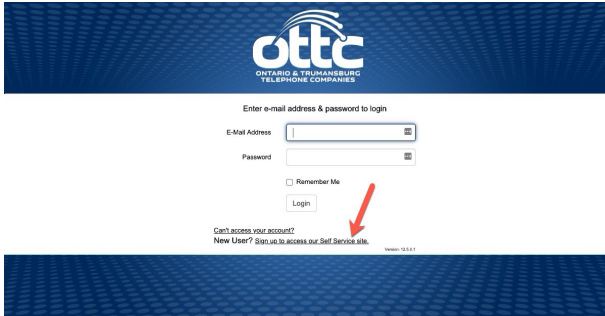 ottc
ONTARIO & TRUMANSBURG
TELEPHONE COMPANIES
Enter e-mail address & password to login
E-Mail Address
Password
Remember Me
Login
Can't access your account?
New User? Sign up to access our Self Service site.
Version: 12.5.4.1